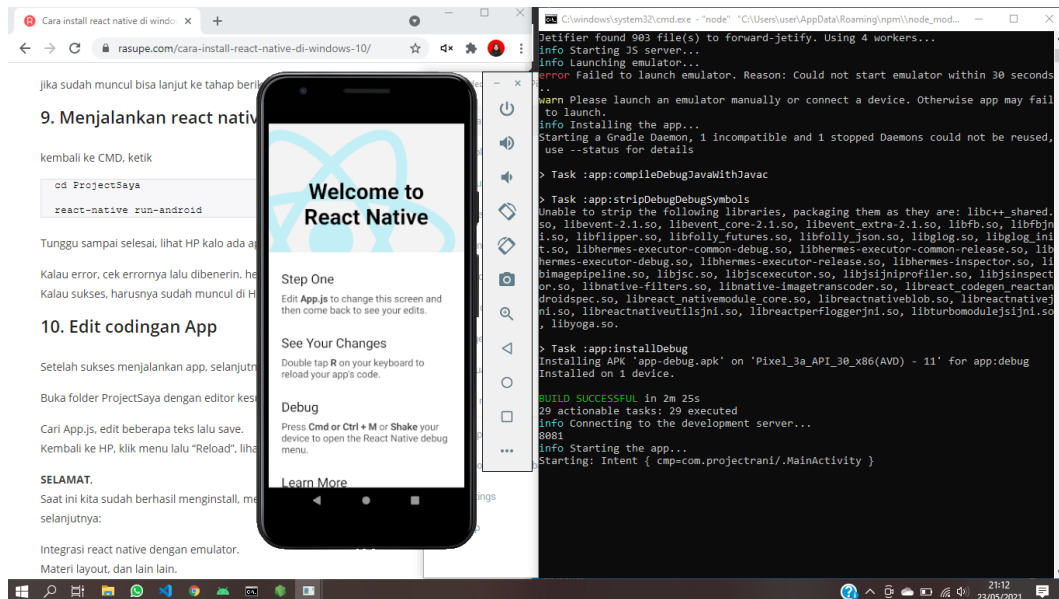 Cara install react native di windo
rasupe.com/cara-install-react-native-di-windows-10/
jika sudah muncul bisa lanjut ke tahap beri
9. Menjalankan react nativ
kembali ke CMD, ketik
cd ProjectSaya
react-native run-android
Tunggu sampai selesai, lihat HP kalo ada ap
Kalau error, cek errornya lalu dibenerin. he
Kalau sukses, harusnya sudah muncul di H
10. Edit codingan App
Setelah sukses menjalankan app, selanjutn
Buka folder ProjectSaya dengan editor kesu
Cari App.js, edit beberapa teks lalu save.
Kembali ke HP, klik menu lalu “Reload”, liha
SELAMAT.
Saat ini kita sudah berhasil menginstall, me
selanjutnya:
Integrasi react native dengan emulator.
Materi layout, dan lain lain.
Welcome to
React Native
Step One
Edit App.js to change this screen and
then come back to see your edits.
See Your Changes
Double tap R on your keyboard to
reload your app's code.
Debug
Press Cmd or Ctrl + M or Shake your
device to open the React Native debug
menu.
Learn More
ings
C:\windows\system32\cmd.exe - "node" "C:\Users\user\AppData\Roaming\npm\\node_mod...
Jetifier found 903 file(s) to forward-jetify. Using 4 workers...
info Starting JS server...
info Launching emulator...
error Failed to launch emulator. Reason: Could not start emulator within 30 seconds
..
warn Please launch an emulator manually or connect a device. Otherwise app may fail
to launch.
info Installing the app...
Starting a Gradle Daemon, 1 incompatible and 1 stopped Daemons could not be reused,
use --status for details
> Task :app:compileDebugJavaWithJavac
> Task :app:stripDebugDebugSymbols
Unable to strip the following libraries, packaging them as they are: libc++_shared.
so, libevent-2.1.so, libevent_core-2.1.so, libevent_extra-2.1.so, libfb.so, libfbjn
i.so, libflipper.so, libfolly_futures.so, libfolly_json.so, libglog.so, libglog_ini
t.so, libhermes-executor-common-debug.so, libhermes-executor-common-release.so, lib
hermes-executor-debug.so, libhermes-executor-release.so, libhermes-inspector.so, li
bimagepipeline.so, libjsc.so, libjscexecutor.so, libjsijniprofiler.so, libjsinspect
or.so, libnative-filters.so, libnative-imagetranscoder.so, libreact_codegen_reactan
droidspec.so, libreact_nativemodule_core.so, libreactnativeblob.so, libreactnativej
ni.so, libreactnativeutilsjni.so, libreactperfloggerjni.so, libturbomodulejsijni.so
, libyoga.so.
> Task :app:installDebug
Installing APK 'app-debug.apk' on 'Pixel_3a_API_30_x86(AVD) - 11' for app:debug
Installed on 1 device.
BUILD SUCCESSFUL in 2m 25s
29 actionable tasks: 29 executed
info Connecting to the development server...
8081
info Starting the app...
Starting: Intent { cmp=com.projectrani/.MainActivity }
21:12
23/05/2021